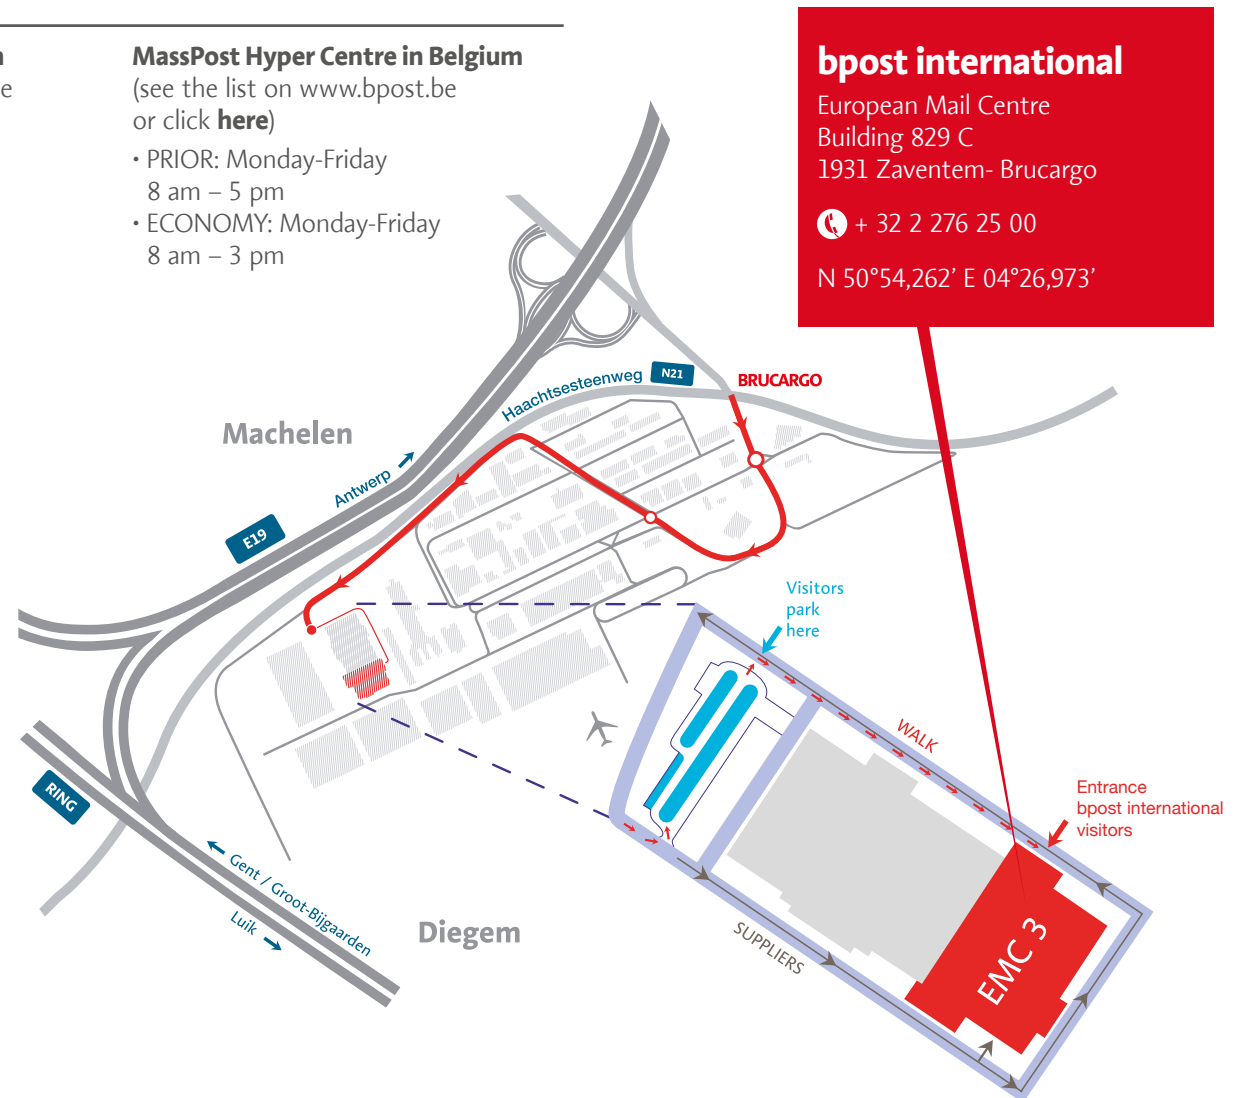 MassPost Hyper Centre in Belgium
(see the list on www.bpost.be
or click here)
• PRIOR: Monday-Friday
8 am – 5 pm
• ECONOMY: Monday-Friday
8 am – 3 pm
bpost international
European Mail Centre
Building 829 C
1931 Zaventem- Brucargo
+ 32 2 276 25 00
N 50°54,262’ E 04°26,973’
Haachtsesteenweg
N21
BRUCARGO
Machelen
Antwerp
E19
Visitors
park
here
WALK
Entrance
bpost international
visitors
RING
Gent / Groot-Bijgaarden
Luik
Diegem
SUPPLIERS
EMC 3